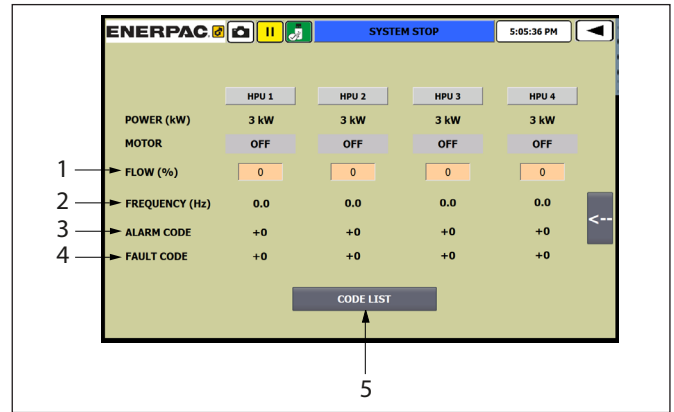 ENERPAC. SYSTEM STOP 5:05:36 PM
HPU 1 HPU 2 HPU 3 HPU 4
POWER (kW) 3 kW 3 kW 3 kW 3 kW
MOTOR OFF OFF OFF OFF
1 FLOW (%) 0 0 0 0
2 FREQUENCY (Hz) 0.0 0.0 0.0 0.0
<--
3 ALARM CODE +0 +0 +0 +0
4 FAULT CODE +0 +0 +0 +0
CODE LIST
5